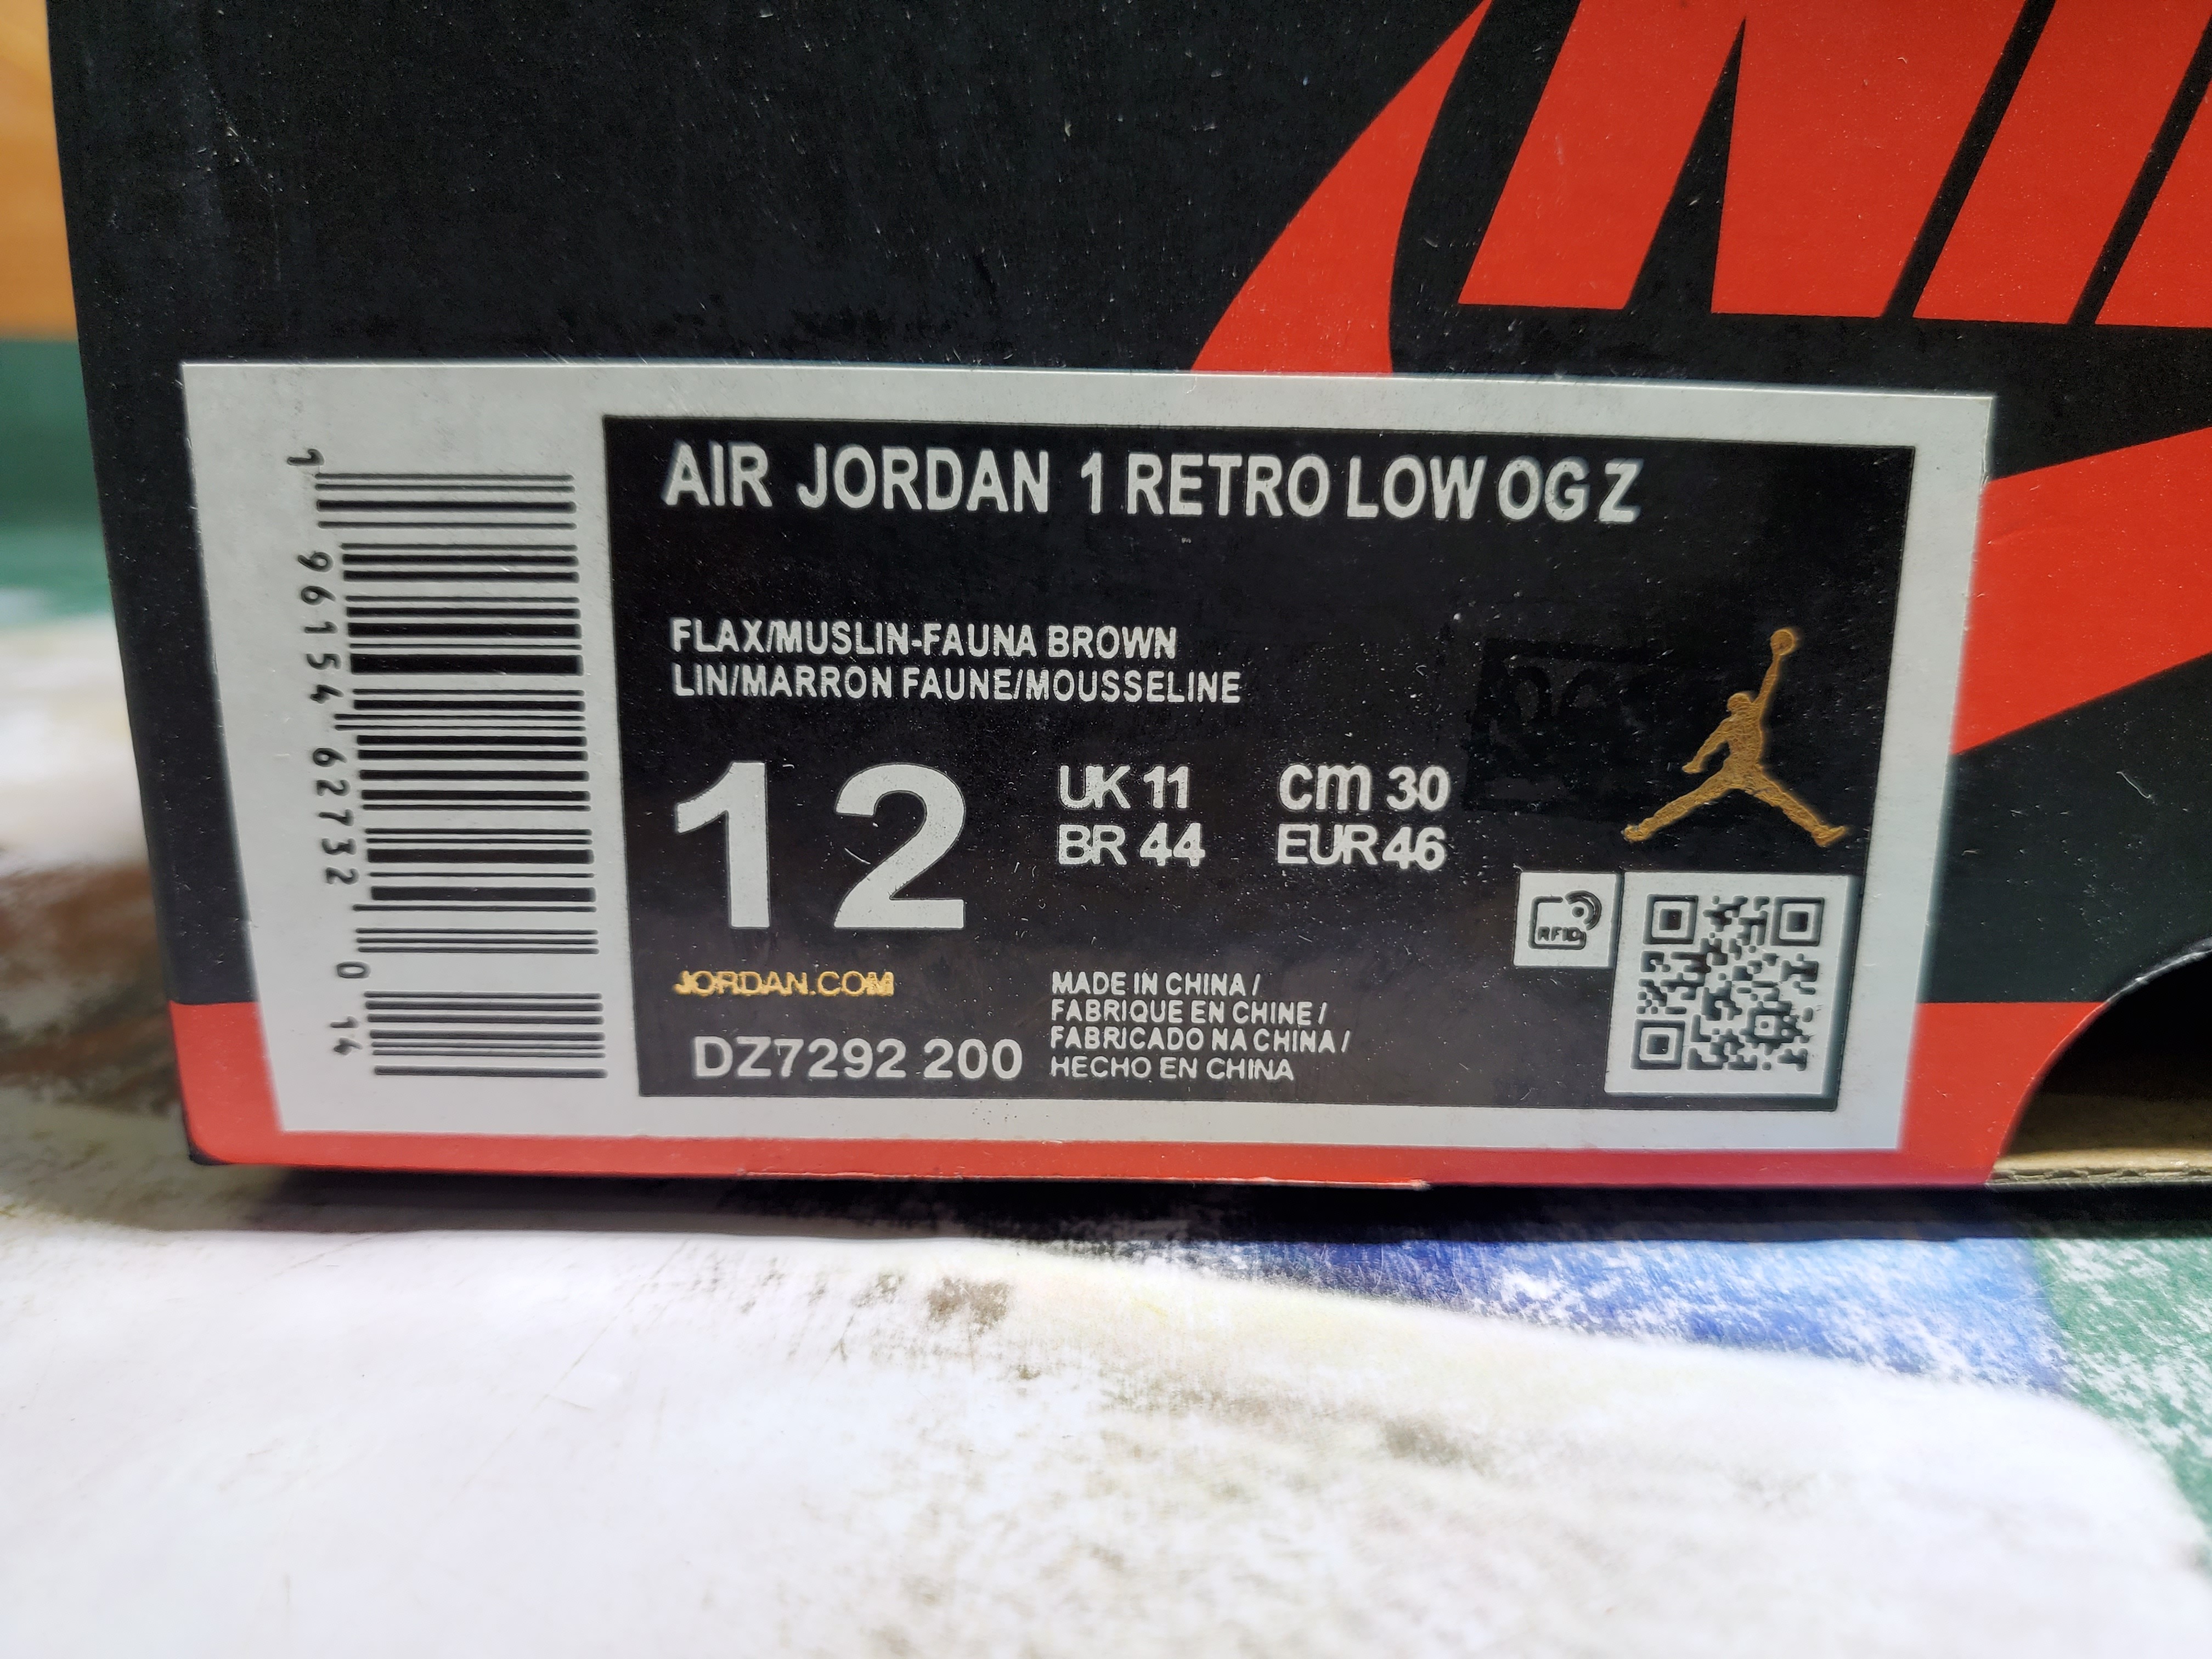 AIR JORDAN 1 RETRO LOW OG Z
FLAX/MUSLIN-FAUNA BROWN
LIN/MARRON FAUNE/MOUSSELINE
12
UK 11 cm 30
BR 44 EUR 46
RFID
JORDAN.COM
DZ7292 200
MADE IN CHINA /
FABRIQUE EN CHINE /
FABRICADO NA CHINA /
HECHO EN CHINA
1 96154 62732 0 14